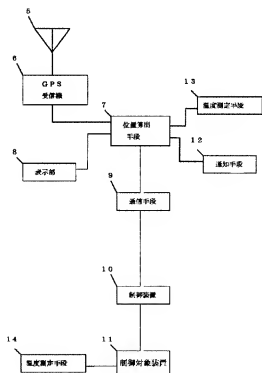 5
6
GPS
受信機
7
位置算出
手段
13
温度測定手段
8
表示部
12
通知手段
9
通信手段
10
制御装置
14
温度測定手段
11
制御対象装置